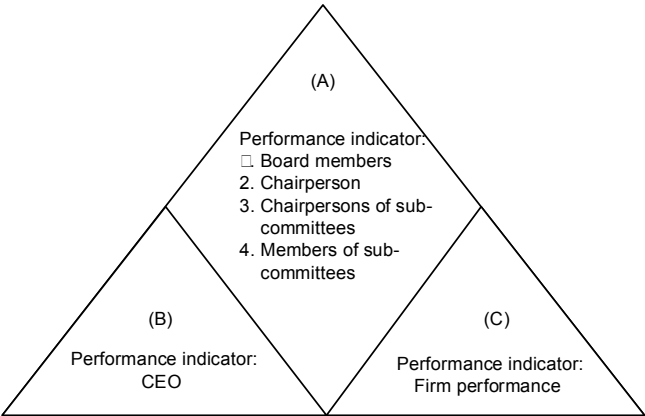 (A)
Performance indicator:
□. Board members
2. Chairperson
3. Chairpersons of sub-
committees
4. Members of sub-
committees
(B)
Performance indicator:
CEO
(C)
Performance indicator:
Firm performance